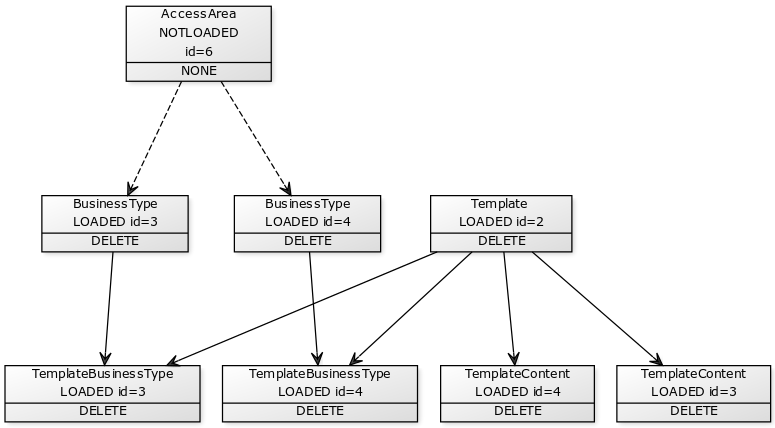 AccessArea
NOTLOADED
id=6
NONE
BusinessType
LOADED id=3
DELETE
BusinessType
LOADED id=4
DELETE
Template
LOADED id=2
DELETE
TemplateBusinessType
LOADED id=3
DELETE
TemplateBusinessType
LOADED id=4
DELETE
TemplateContent
LOADED id=4
DELETE
TemplateContent
LOADED id=3
DELETE